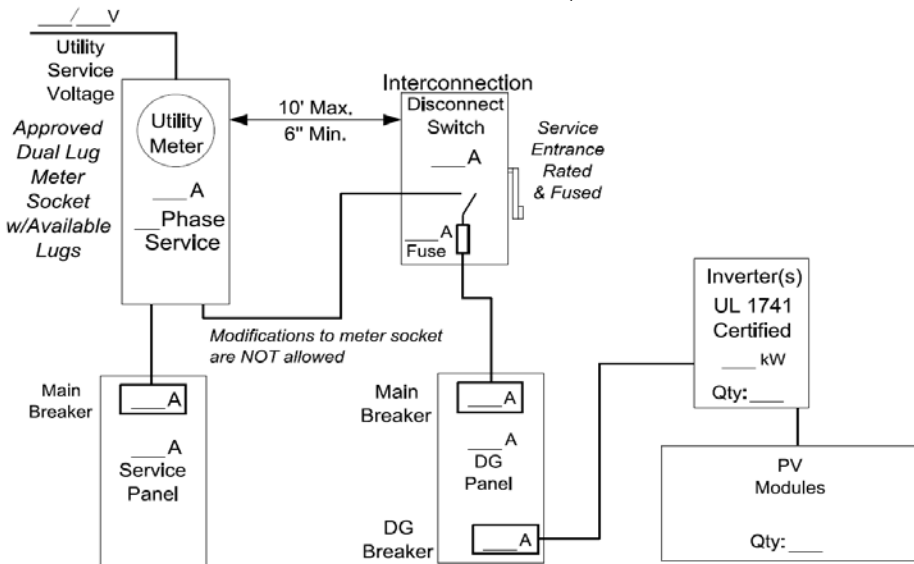 ___/___V
Utility
Service
Voltage
Approved
Dual Lug
Meter
Socket
w/Available
Lugs
Utility
Meter
___A
__Phase
Service
10' Max.
6" Min.
Interconnection
Disconnect
Switch
___A
___A
Fuse
Service
Entrance
Rated
& Fused
Modifications to meter socket
are NOT allowed
Main
Breaker
___A
___A
Service
Panel
Main
Breaker
___A
___A
DG
Panel
DG
Breaker
___A
Inverter(s)
UL 1741
Certified
___ kW
Qty: ___
PV
Modules
Qty: ___